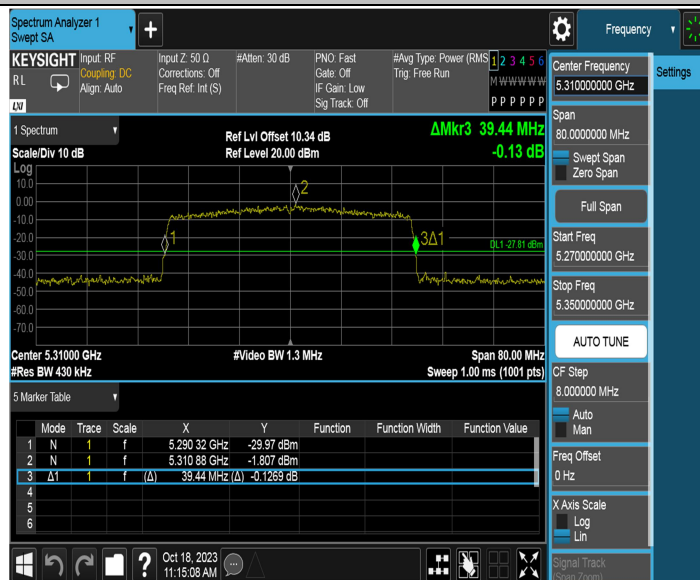 Spectrum Analyzer 1
Swept SA
+
Frequency
KEYSIGHT
RL
LXI
Input: RF
Coupling: DC
Align: Auto
Input Z: 50 Ω
Corrections: Off
Freq Ref: Int (S)
#Atten: 30 dB
PNO: Fast
Gate: Off
IF Gain: Low
Sig Track: Off
#Avg Type: Power (RMS
Trig: Free Run
1 2 3 4 5 6
M W W W W W
P P P P P P
Center Frequency
5.310000000 GHz
Settings
Span
80.0000000 MHz
Swept Span
Zero Span
Full Span
Start Freq
5.270000000 GHz
Stop Freq
5.350000000 GHz
AUTO TUNE
CF Step
8.000000 MHz
Auto
Man
Freq Offset
0 Hz
X Axis Scale
Log
Lin
Signal Track
(Span Zoom)
1 Spectrum
Scale/Div 10 dB
Ref Lvl Offset 10.34 dB
Ref Level 20.00 dBm
ΔMkr3 39.44 MHz
-0.13 dB
Log
10.0
0.00
-10.0
-20.0
-30.0
-40.0
-50.0
-60.0
-70.0
1
2
3Δ1
DL1 -27.81 dBm
Center 5.31000 GHz
#Video BW 1.3 MHz
Span 80.00 MHz
#Res BW 430 kHz
Sweep 1.00 ms (1001 pts)
5 Marker Table
Mode Trace Scale X Y Function Function Width Function Value
1 N 1 f 5.290 32 GHz -29.97 dBm
2 N 1 f 5.310 88 GHz -1.807 dBm
3 Δ1 1 f (Δ) 39.44 MHz (Δ) -0.1269 dB
4
5
6
?
Oct 18, 2023
11:15:08 AM